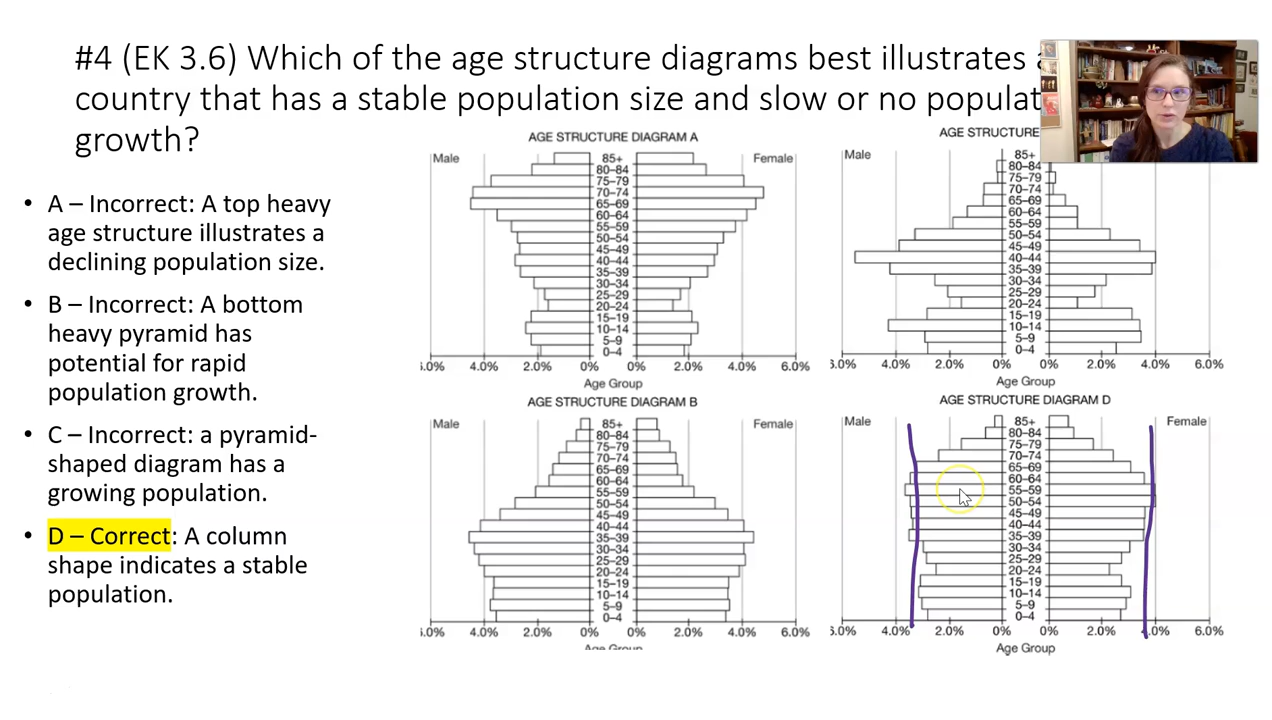 #4 (EK 3.6) Which of the age structure diagrams best illustrates
country that has a stable population size and slow or no populat
growth?
• A – Incorrect: A top heavy
age structure illustrates a
declining population size.
• B – Incorrect: A bottom
heavy pyramid has
potential for rapid
population growth.
• C – Incorrect: a pyramid-
shaped diagram has a
growing population.
• D – Correct: A column
shape indicates a stable
population.
AGE STRUCTURE DIAGRAM A
Male 85+ Female
80–84
75–79
70–74
65–69
60–64
55–59
50–54
45–49
40–44
35–39
30–34
25–29
20–24
15–19
10–14
5–9
0–4
.0% 4.0% 2.0% 0% 0% 2.0% 4.0% 6.0%
Age Group
AGE STRUCTURE
Male 85+
80–84
75–79
70–74
65–69
60–64
55–59
50–54
45–49
40–44
35–39
30–34
25–29
20–24
15–19
10–14
5–9
0–4
.0% 4.0% 2.0% 0% 0% 2.0% 4.0% 6.0%
Age Group
AGE STRUCTURE DIAGRAM B
Male 85+ Female
80–84
75–79
70–74
65–69
60–64
55–59
50–54
45–49
40–44
35–39
30–34
25–29
20–24
15–19
10–14
5–9
0–4
.0% 4.0% 2.0% 0% 0% 2.0% 4.0% 6.0%
Age Group
AGE STRUCTURE DIAGRAM D
Male 85+ Female
80–84
75–79
70–74
65–69
60–64
55–59
50–54
45–49
40–44
35–39
30–34
25–29
20–24
15–19
10–14
5–9
0–4
.0% 4.0% 2.0% 0% 0% 2.0% .0% 6.0%
Age Group